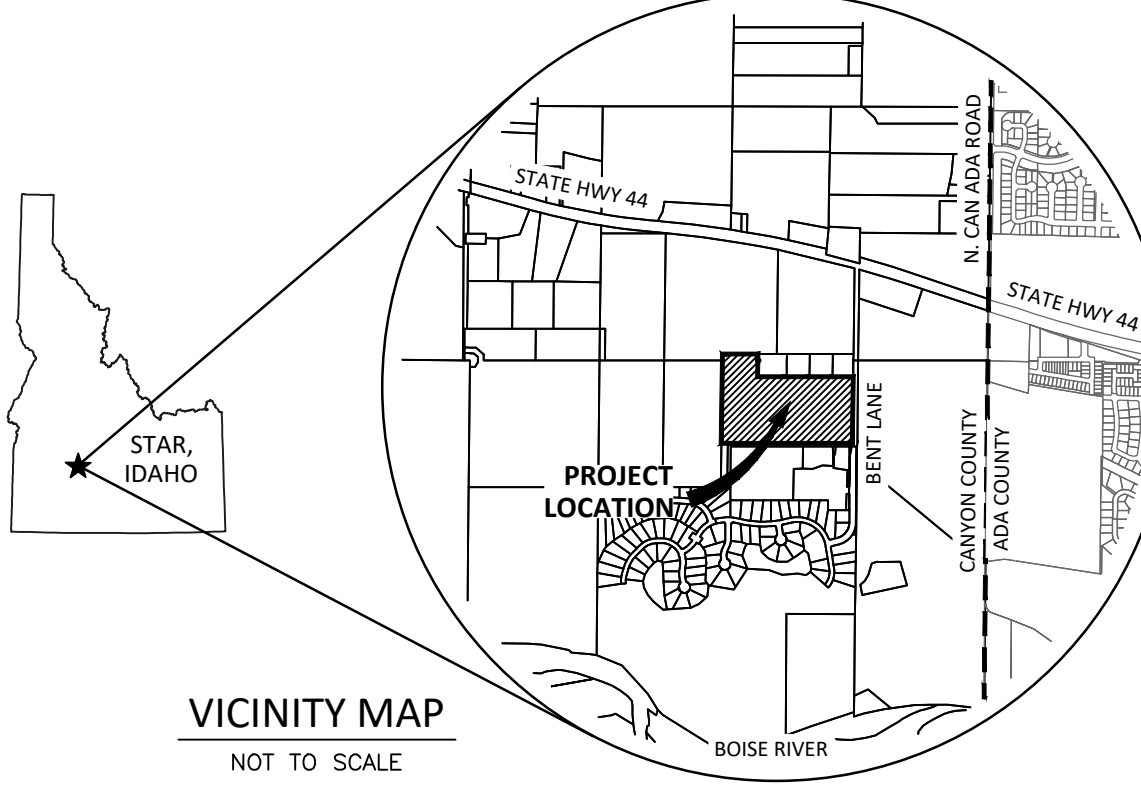 N. CAN ADA ROAD
STATE HWY 44
STATE HWY 44
STAR,
IDAHO
BENT LANE
PROJECT
LOCATION
CANYON COUNTY
ADA COUNTY
VICINITY MAP
NOT TO SCALE
BOISE RIVER